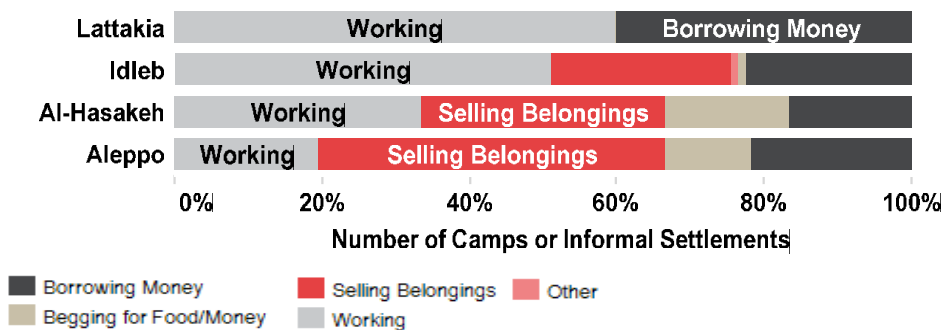 Lattakia Working Borrowing Money
Idleb Working
Al-Hasakeh Working Selling Belongings
Aleppo Working Selling Belongings
0% 20% 40% 60% 80% 100%
Number of Camps or Informal Settlements
Borrowing Money Selling Belongings Other
Begging for Food/Money Working